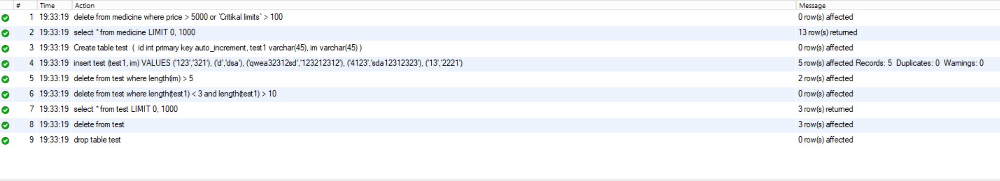 # Time Action Message
1 19:33:19 delete from medicine where price > 5000 or `Critikal limits` > 100 0 row(s) affected
2 19:33:19 select * from medicine LIMIT 0, 1000 13 row(s) returned
3 19:33:19 Create table test ( id int primary key auto_increment, test1 varchar(45), im varchar(45) ) 0 row(s) affected
4 19:33:19 insert test (test1, im) VALUES ('123','321'), ('d','dsa'), ('qwea32312sd','123212312'), ('4123','sda12312323'), ('13','2221') 5 row(s) affected Records: 5 Duplicates: 0 Warnings: 0
5 19:33:19 delete from test where length(im) > 5 2 row(s) affected
6 19:33:19 delete from test where length(test1) < 3 and length(test1) > 10 0 row(s) affected
7 19:33:19 select * from test LIMIT 0, 1000 3 row(s) returned
8 19:33:19 delete from test 3 row(s) affected
9 19:33:19 drop table test 0 row(s) affected